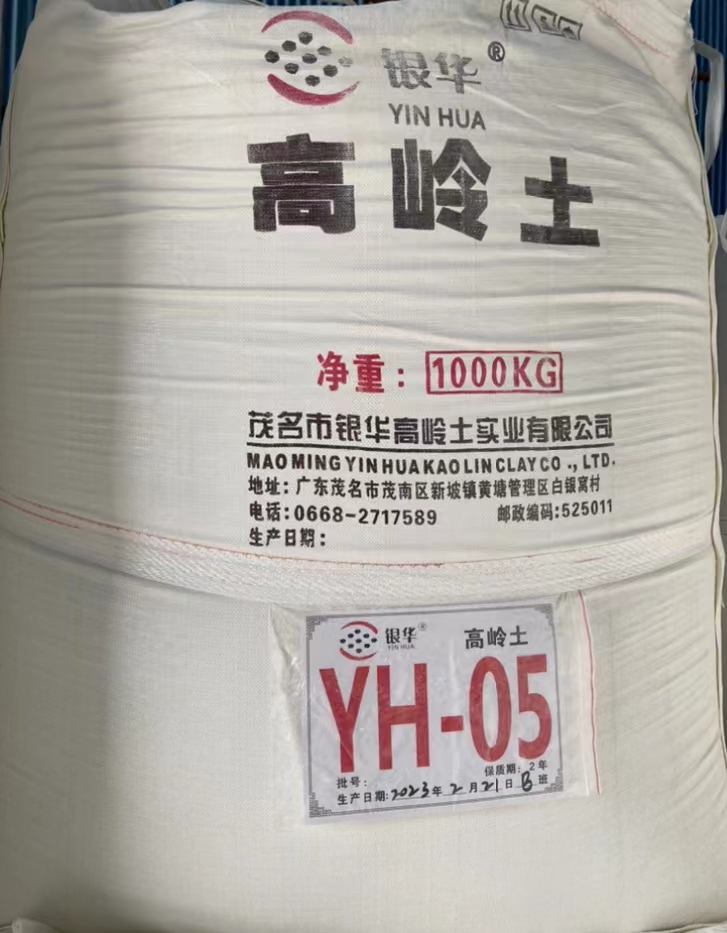 银华®
YIN HUA
高岭土
净重：1000KG
茂名市银华高岭土实业有限公司
MAOMING YINHUA KAOLIN CLAY CO ., LTD.
地址：广东茂名市茂南区新坡镇黄塘管理区白银窝村
电话:0668-2717589 邮政编码:525011
生产日期：
银华® 高岭土
YIN HUA
YH-05
批号: 保质期: 2年
生产日期:2023年2月21日B班